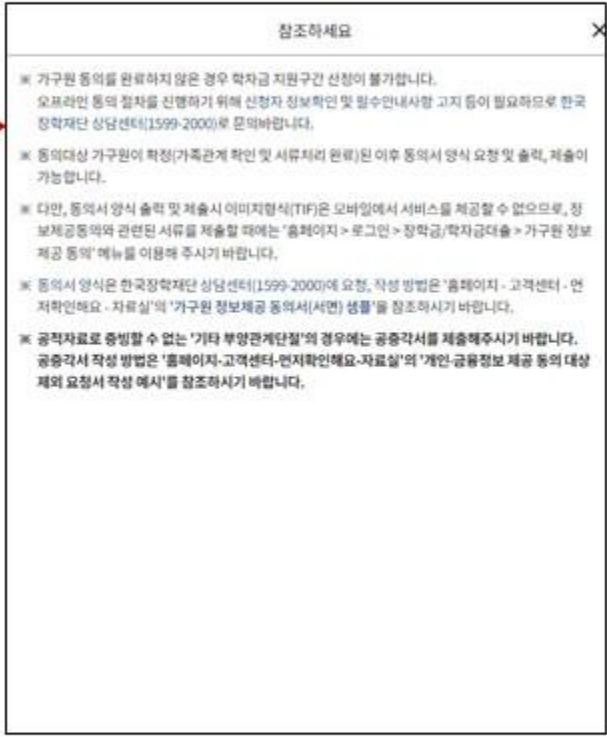 참조하세요 ×
※ 가구원 동의를 완료하지 않은 경우 학자금 지원구간 산정이 불가합니다.
오프라인 동의 절차를 진행하기 위해 신청자 정보확인 및 필수안내사항 고지 등이 필요하므로 한국
장학재단 상담센터(1599-2000)로 문의바랍니다.
※ 동의대상 가구원이 확정(가족관계 확인 및 서류처리 완료)된 이후 동의서 양식 요청 및 출력, 제출이
가능합니다.
※ 다만, 동의서 양식 출력 및 제출시 이미지형식(TIF)은 모바일에서 서비스를 제공할 수 없으므로, 정
보제공동의와 관련된 서류를 제출할 때에는 '홈페이지 > 로그인 > 장학금/학자금대출 > 가구원 정보
제공 동의' 메뉴를 이용해 주시기 바랍니다.
※ 동의서 양식은 한국장학재단 상담센터(1599-2000)에 요청, 작성 방법은 '홈페이지 - 고객센터 - 먼
저확인해요 - 자료실'의 '가구원 정보제공 동의서(서면) 샘플'을 참조하시기 바랍니다.
※ 공적자료로 증빙할 수 없는 '기타 부양관계단절'의 경우에는 공증각서를 제출해주시기 바랍니다.
공증각서 작성 방법은 '홈페이지-고객센터-먼저확인해요-자료실'의 '개인·금융정보 제공 동의 대상
제외 요청서 작성 예시'를 참조하시기 바랍니다.